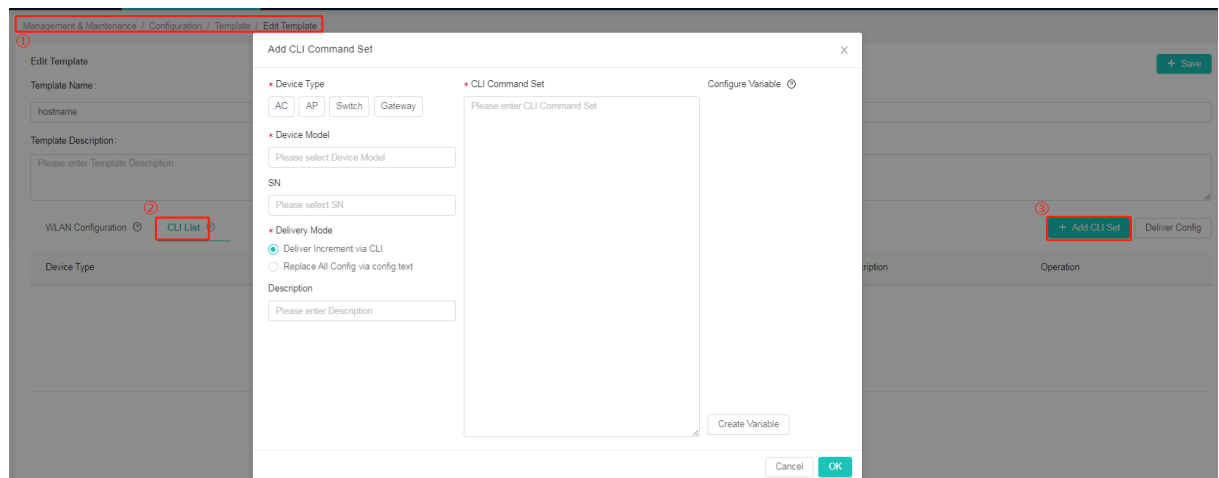 Management & Maintenance / Configuration / Template / Edit Template
①
Edit Template
+ Save
Template Name :
hostname
Template Description :
Please enter Template Description
②
WLAN Configuration ?
CLI List ?
③
+ Add CLI Set
Deliver Config
Device Type
Operation
Add CLI Command Set
X
* Device Type
AC AP Switch Gateway
* Device Model
Please select Device Model
SN
Please select SN
* Delivery Mode
Deliver Increment via CLI
Replace All Config via config.text
Description
Please enter Description
* CLI Command Set
Please enter CLI Command Set
Configure Variable ?
Create Variable
Cancel
OK